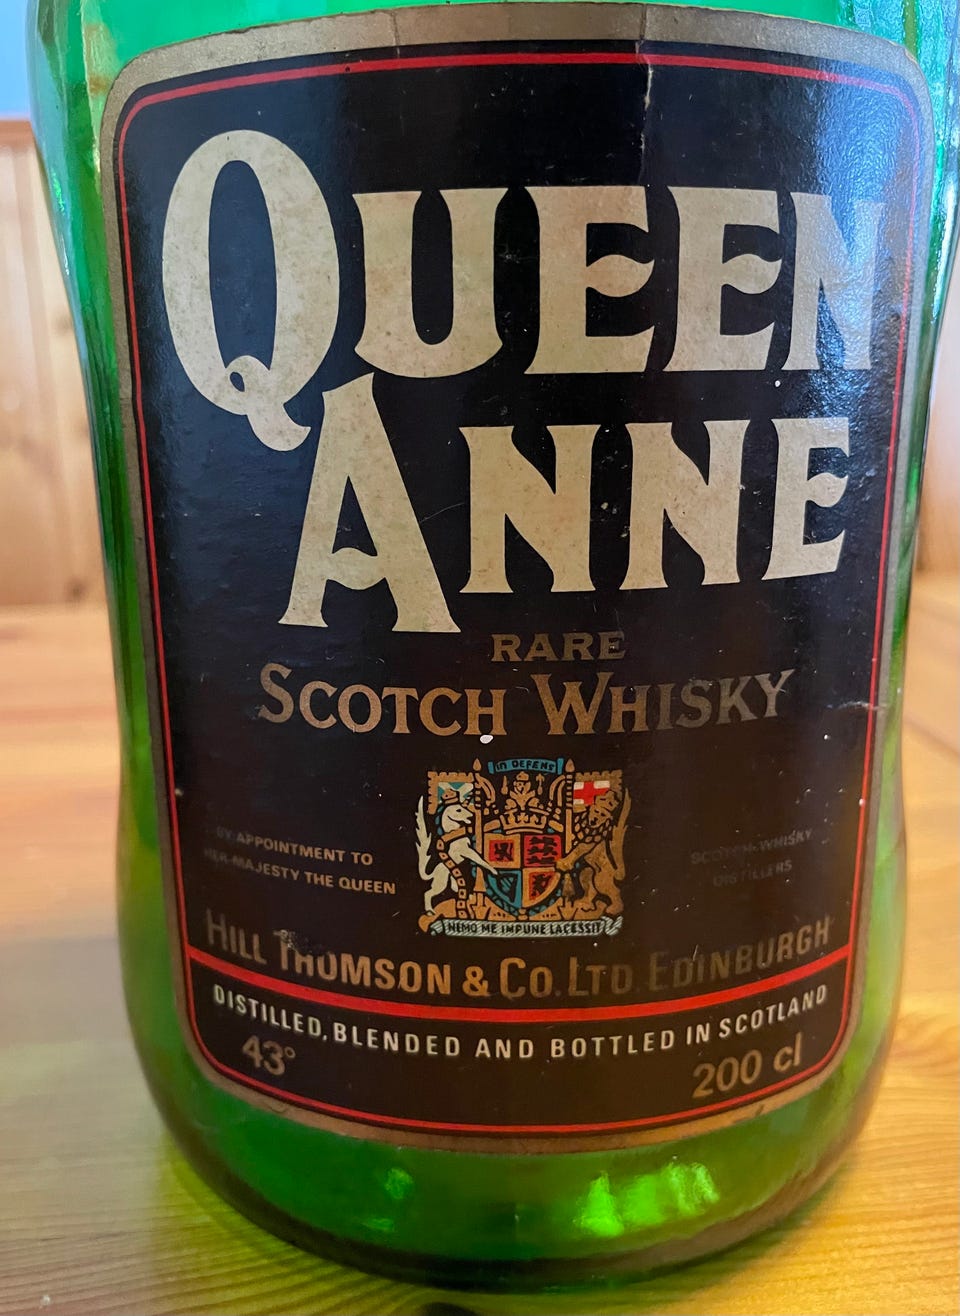 QUEEN
ANNE
RARE
SCOTCH WHISKY
IN DEFENS
BY APPOINTMENT TO
HER MAJESTY THE QUEEN
SCOTCH WHISKY
DISTILLERS
NEMO ME IMPUNE LACESSIT
HILL THOMSON & CO. LTD. EDINBURGH
DISTILLED, BLENDED AND BOTTLED IN SCOTLAND
43°
200 cl